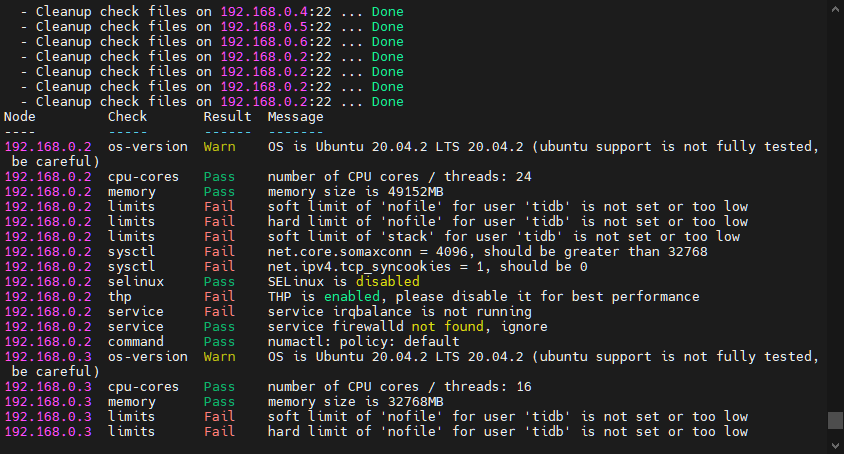 - Cleanup check files on 192.168.0.4:22 ... Done
- Cleanup check files on 192.168.0.5:22 ... Done
- Cleanup check files on 192.168.0.6:22 ... Done
- Cleanup check files on 192.168.0.2:22 ... Done
- Cleanup check files on 192.168.0.2:22 ... Done
- Cleanup check files on 192.168.0.2:22 ... Done
- Cleanup check files on 192.168.0.2:22 ... Done
Node         Check       Result  Message
----         -----       ------  -------
192.168.0.2  os-version  Warn    OS is Ubuntu 20.04.2 LTS 20.04.2 (ubuntu support is not fully tested,
be careful)
192.168.0.2  cpu-cores   Pass    number of CPU cores / threads: 24
192.168.0.2  memory      Pass    memory size is 49152MB
192.168.0.2  limits      Fail    soft limit of 'nofile' for user 'tidb' is not set or too low
192.168.0.2  limits      Fail    hard limit of 'nofile' for user 'tidb' is not set or too low
192.168.0.2  limits      Fail    soft limit of 'stack' for user 'tidb' is not set or too low
192.168.0.2  sysctl      Fail    net.core.somaxconn = 4096, should be greater than 32768
192.168.0.2  sysctl      Fail    net.ipv4.tcp_syncookies = 1, should be 0
192.168.0.2  selinux     Pass    SELinux is disabled
192.168.0.2  thp         Fail    THP is enabled, please disable it for best performance
192.168.0.2  service     Fail    service irqbalance is not running
192.168.0.2  service     Pass    service firewalld not found, ignore
192.168.0.2  command     Pass    numactl: policy: default
192.168.0.3  os-version  Warn    OS is Ubuntu 20.04.2 LTS 20.04.2 (ubuntu support is not fully tested,
be careful)
192.168.0.3  cpu-cores   Pass    number of CPU cores / threads: 16
192.168.0.3  memory      Pass    memory size is 32768MB
192.168.0.3  limits      Fail    soft limit of 'nofile' for user 'tidb' is not set or too low
192.168.0.3  limits      Fail    hard limit of 'nofile' for user 'tidb' is not set or too low